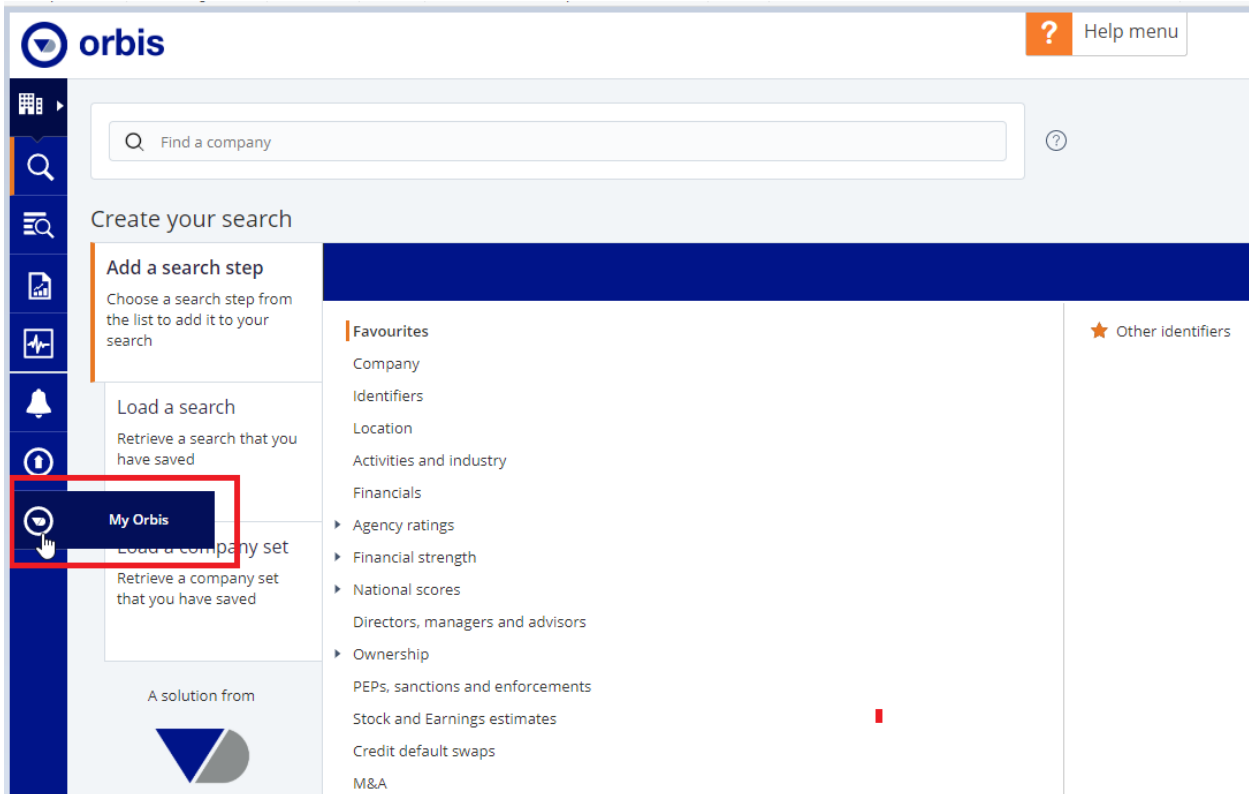 orbis
? Help menu
Find a company
?
Create your search
Add a search step
Choose a search step from
the list to add it to your
search
Load a search
Retrieve a search that you
have saved
My Orbis
Load a company set
Retrieve a company set
that you have saved
A solution from
Favourites
Company
Identifiers
Location
Activities and industry
Financials
Agency ratings
Financial strength
National scores
Directors, managers and advisors
Ownership
PEPs, sanctions and enforcements
Stock and Earnings estimates
Credit default swaps
M&A
Other identifiers